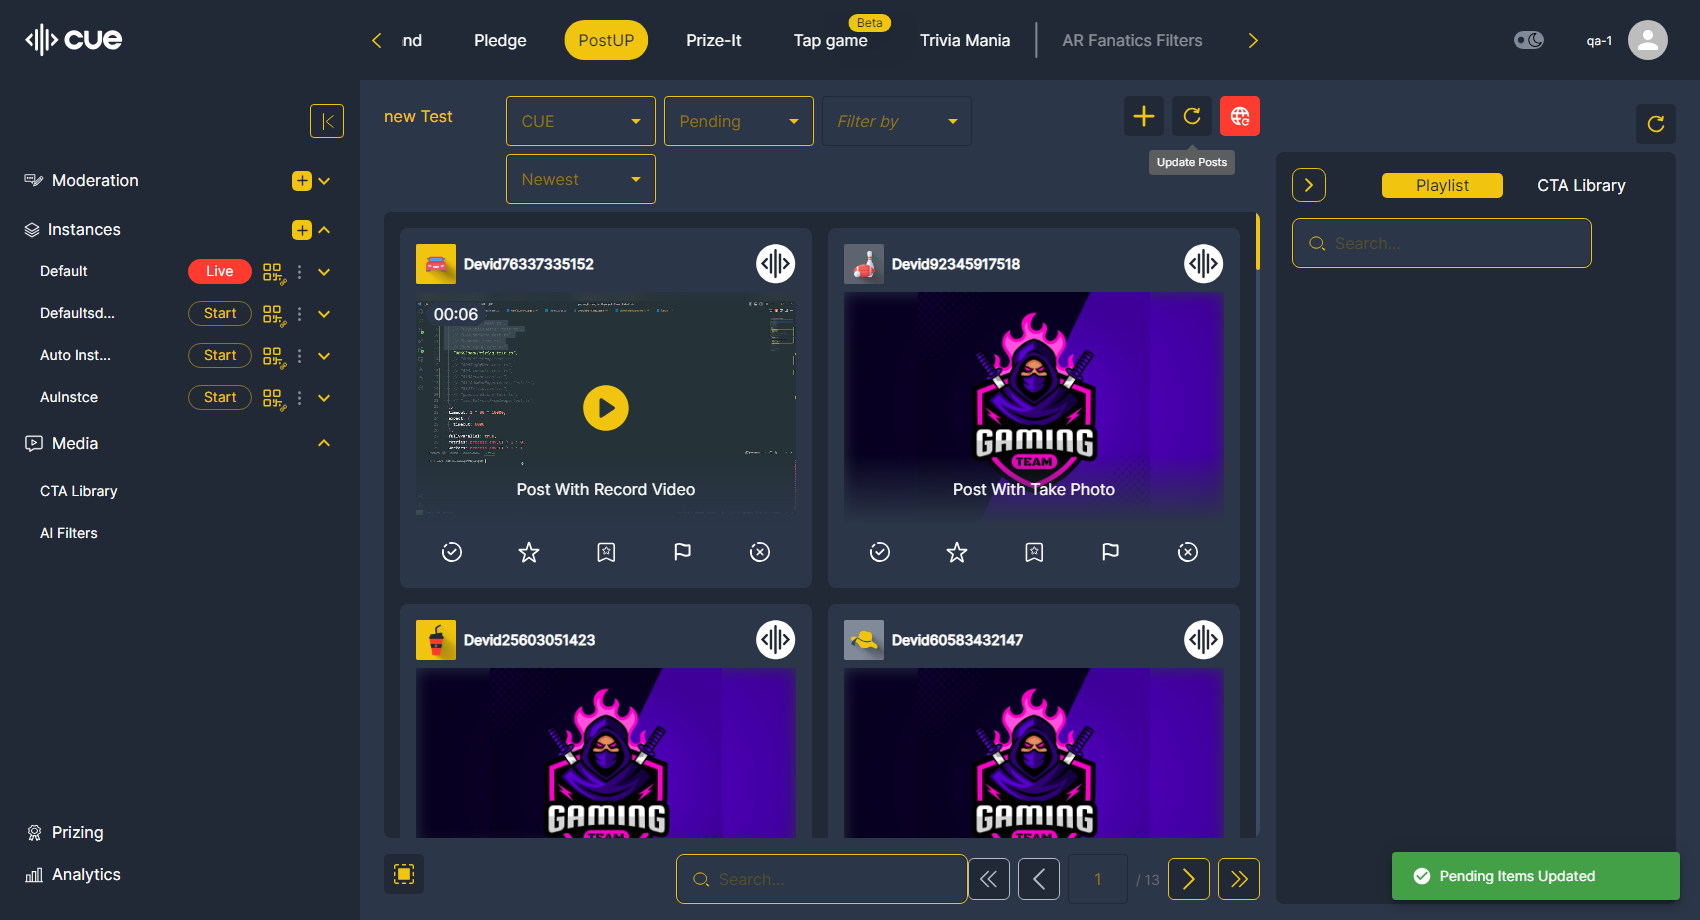 cue
nd
Pledge
PostUP
Prize-It
Beta
Tap game
Trivia Mania
AR Fanatics Filters
qa-1
Moderation
Instances
Default
Live
Defaultsd...
Start
Auto Inst...
Start
AuInstce
Start
Media
CTA Library
AI Filters
Prizing
Analytics
new Test
CUE
Pending
Filter by
Newest
Update Posts
Devid76337335152
00:06
Post With Record Video
Devid92345917518
GAMING
TEAM
Post With Take Photo
Devid25603051423
GAMING
TEAM
Devid60583432147
GAMING
TEAM
Search...
1
/ 13
Playlist
CTA Library
Search...
Pending Items Updated